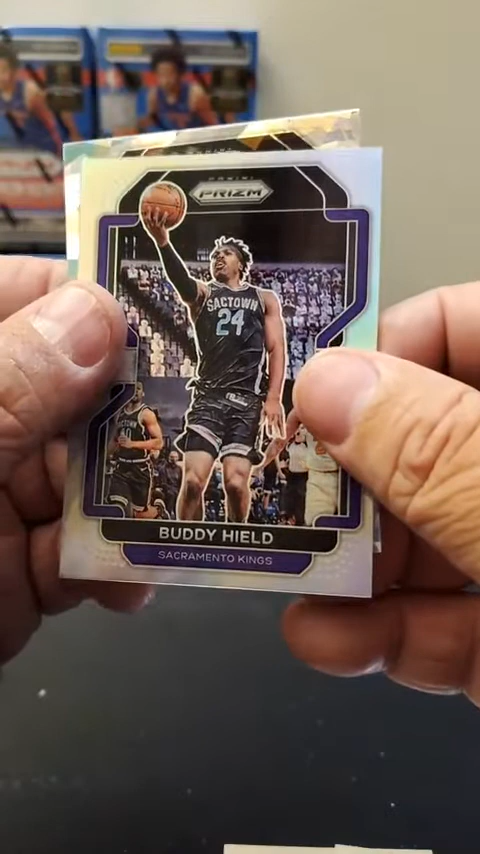 PANINI
PRIZM
SACTOWN
24
BUDDY HIELD
SACRAMENTO KINGS